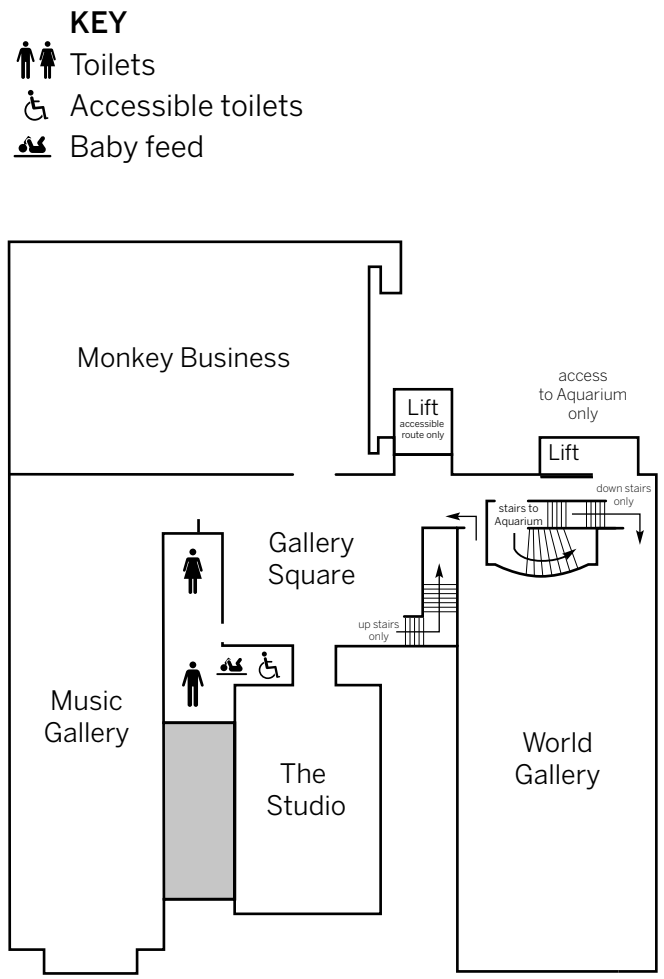 KEY
Toilets
Accessible toilets
Baby feed
Monkey Business
access
to Aquarium
only
Lift
accessible
route only
Lift
down stairs
only
stairs to
Aquarium
Gallery
Square
up stairs
only
Music
Gallery
World
Gallery
The
Studio